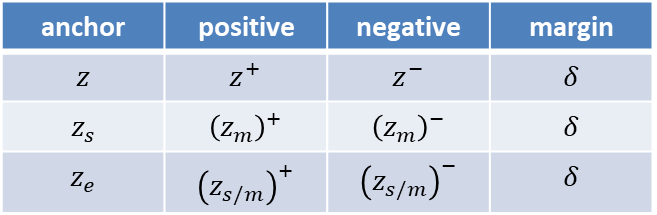 anchor positive negative margin
z z⁺ z⁻ δ
zₛ (zₘ)⁺ (zₘ)⁻ δ
zₑ (zₛ/ₘ)⁺ (zₛ/ₘ)⁻ δ